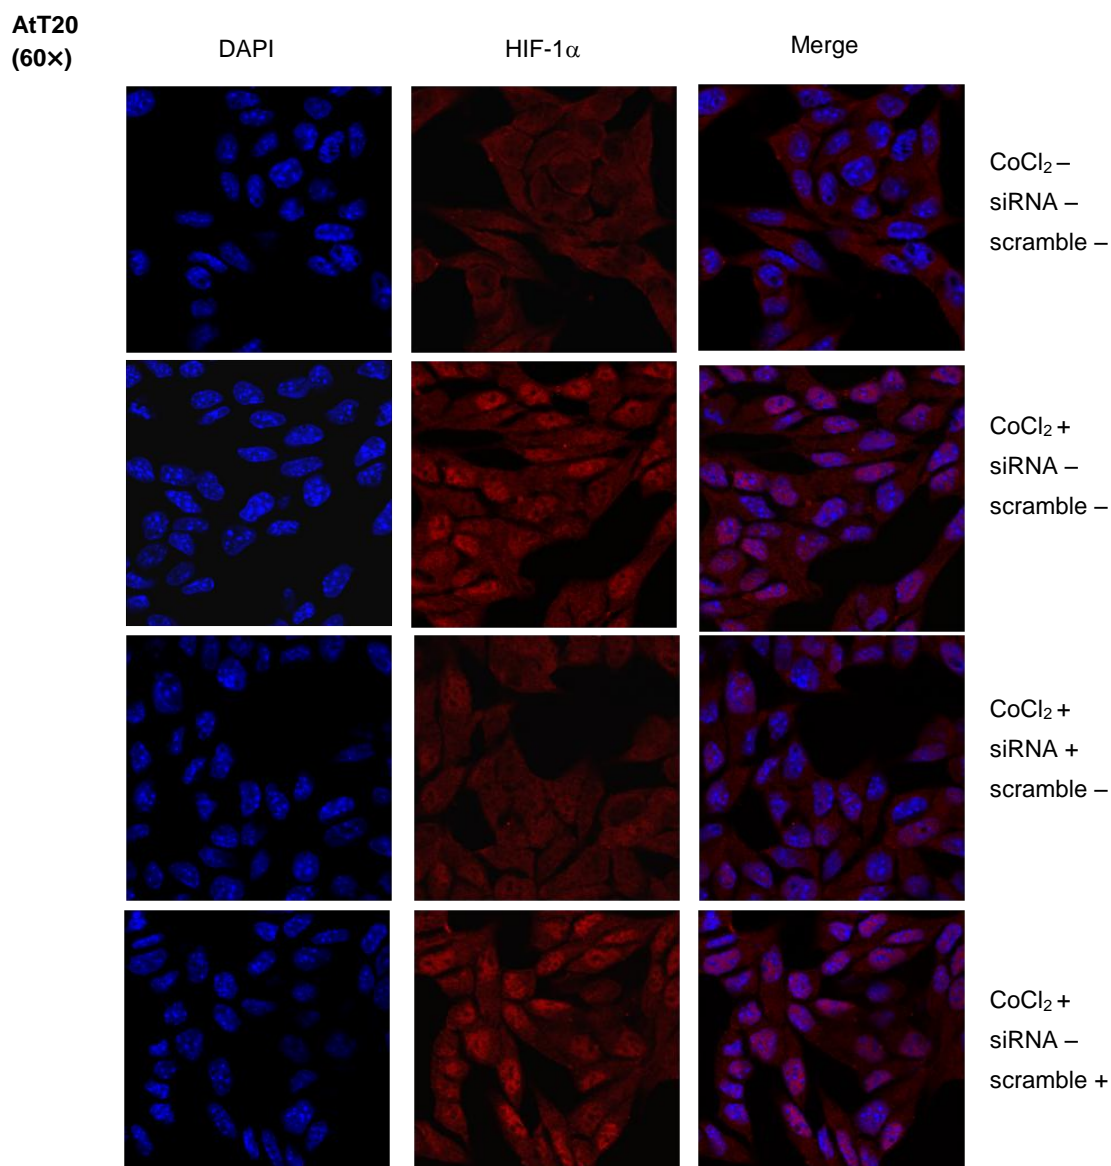 AtT20
(60×)
DAPI
HIF-1α
Merge
CoCl₂ –
siRNA –
scramble –
CoCl₂ +
siRNA –
scramble –
CoCl₂ +
siRNA +
scramble –
CoCl₂ +
siRNA –
scramble +